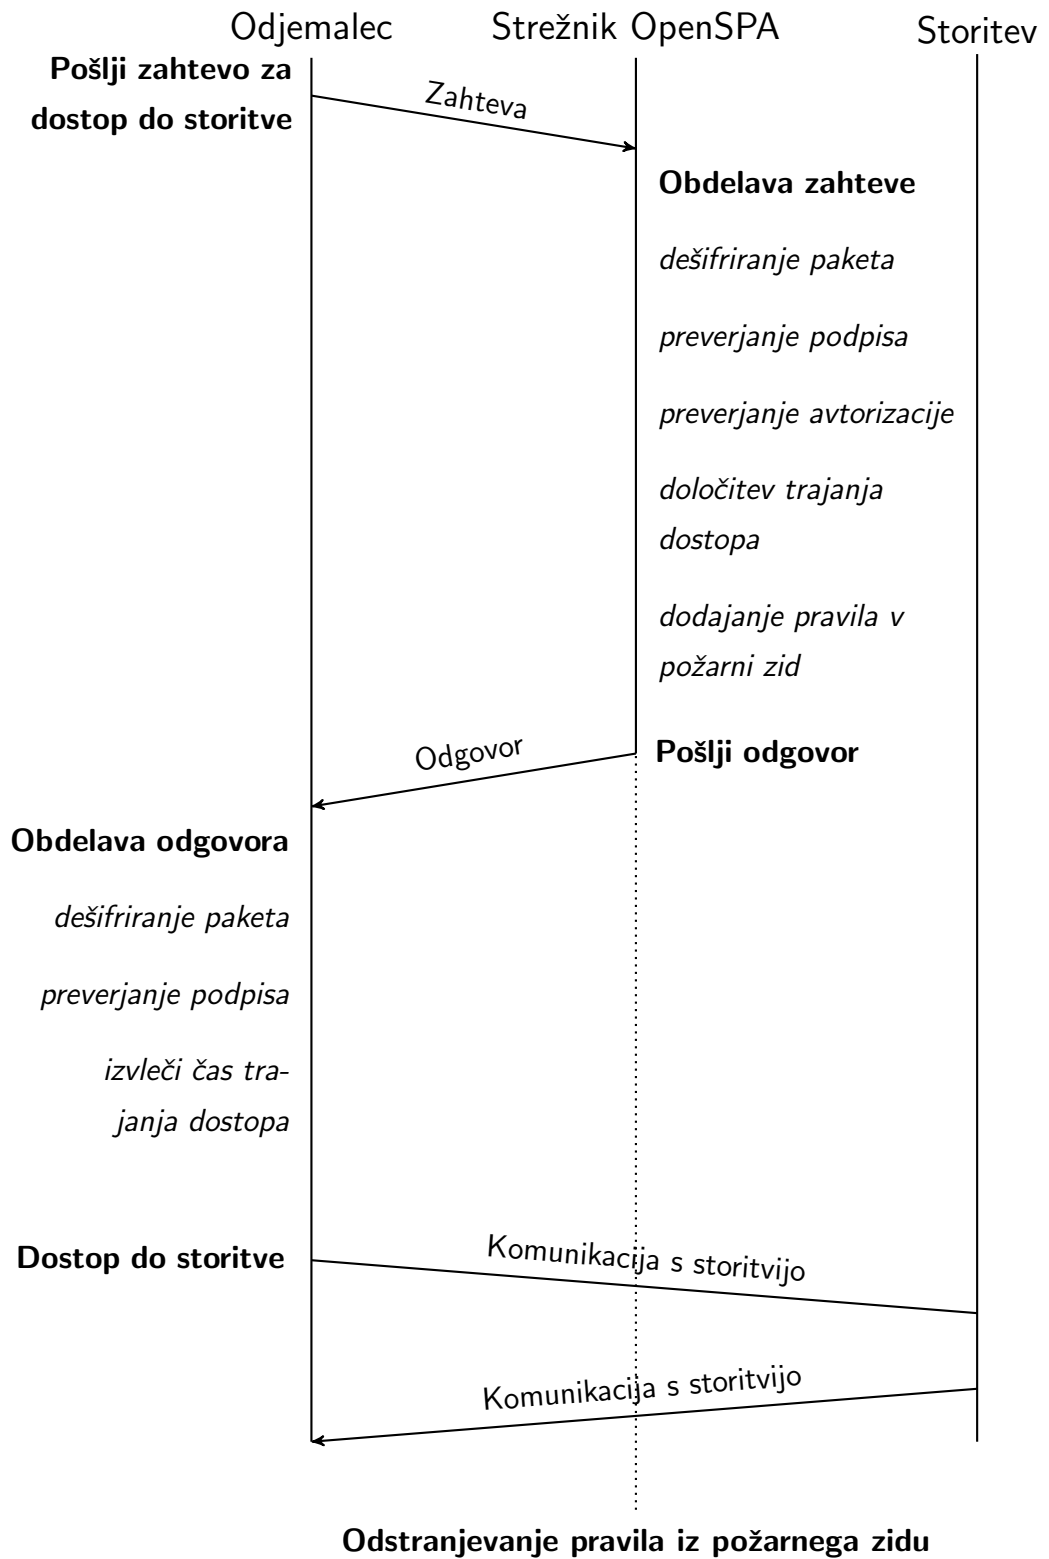 Odjemalec
Strežnik OpenSPA
Storitev
Pošlji zahtevo za
dostop do storitve
Zahteva
Obdelava zahteve
dešifriranje paketa
preverjanje podpisa
preverjanje avtorizacije
določitev trajanja
dostopa
dodajanje pravila v
požarni zid
Odgovor
Pošlji odgovor
Obdelava odgovora
dešifriranje paketa
preverjanje podpisa
izvleči čas tra-
janja dostopa
Dostop do storitve
Komunikacija s storitvijo
Komunikacija s storitvijo
Odstranjevanje pravila iz požarnega zidu